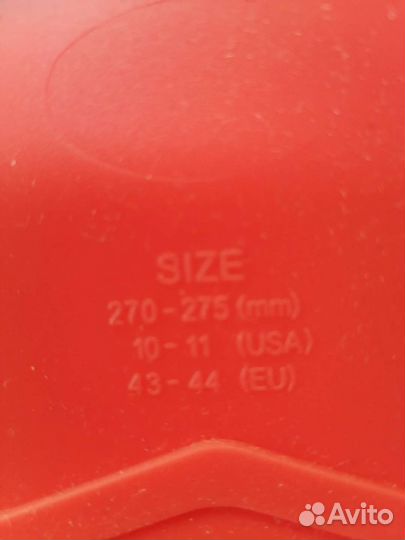 SIZE
270-275 (mm)
10-11 (USA)
43-44 (EU)
Avito